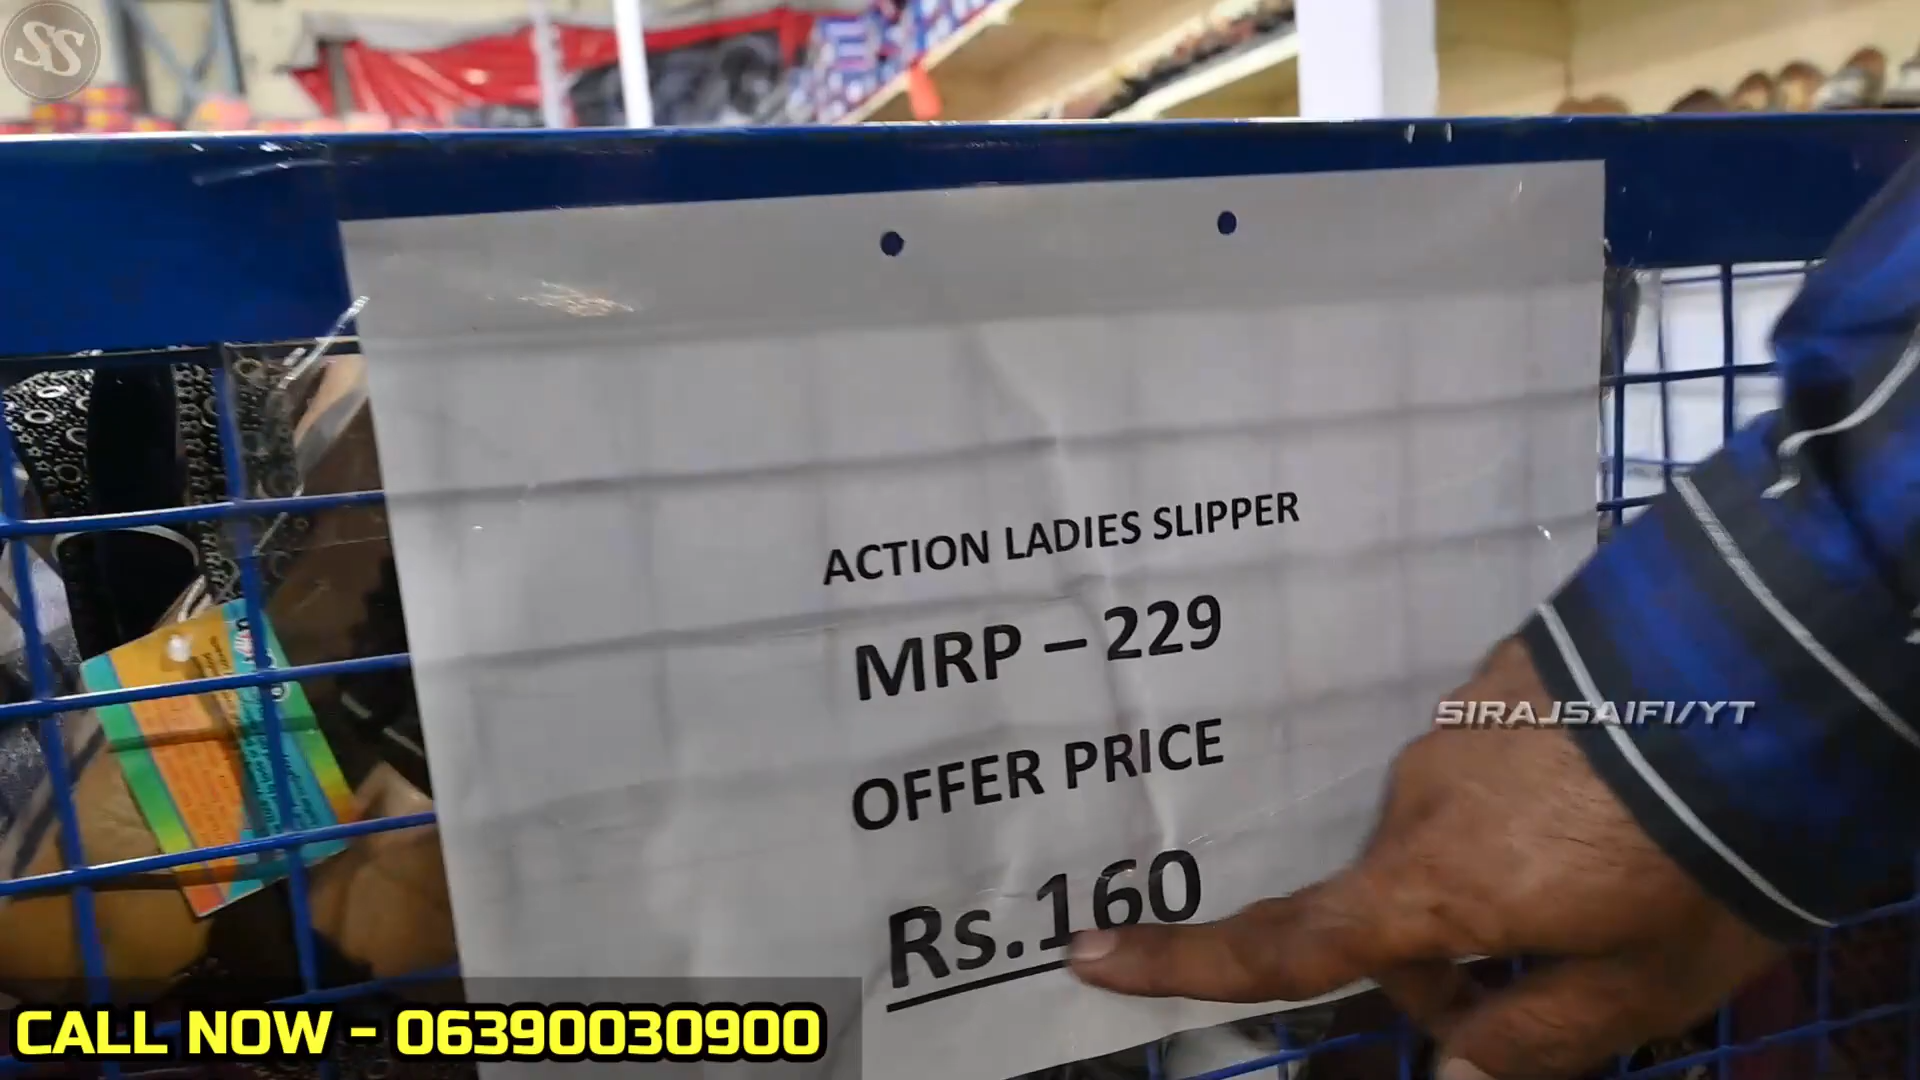 SS
ACTION LADIES SLIPPER
MRP – 229
OFFER PRICE
Rs.160
SIRAJSAIFI/YT
CALL NOW - 06390030900